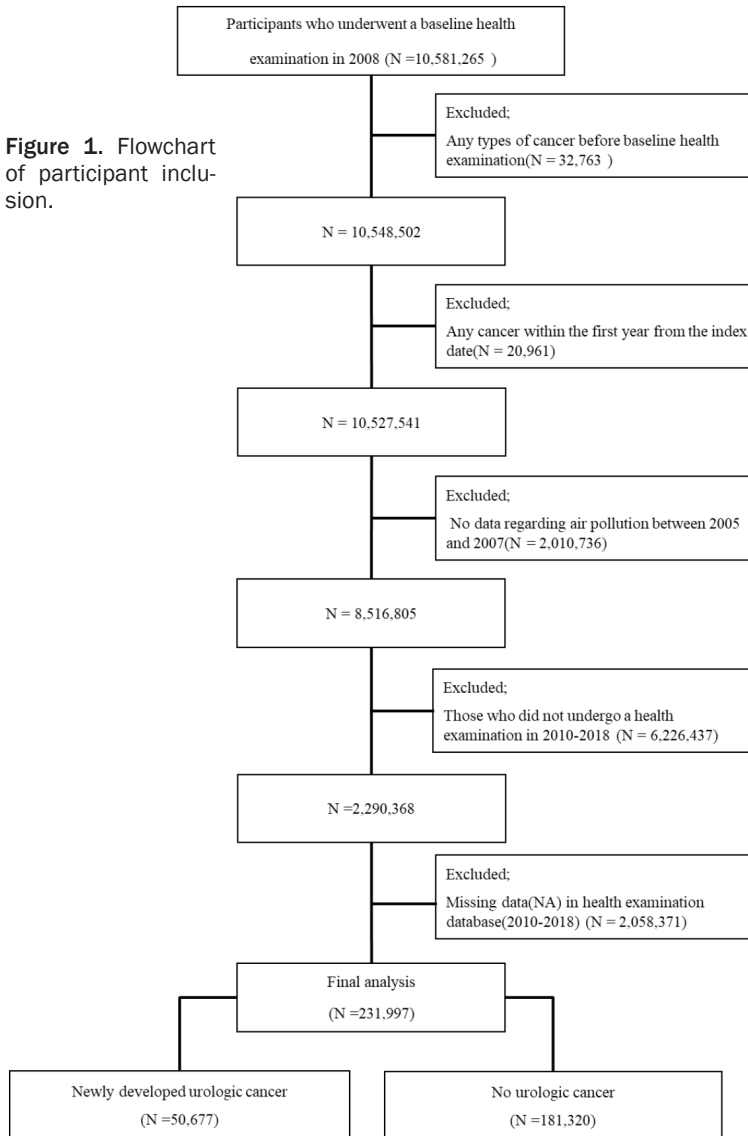 Participants who underwent a baseline health
examination in 2008 (N =10,581,265 )
Excluded;
Any types of cancer before baseline health
examination(N = 32,763 )
Figure 1. Flowchart
of participant inclu-
sion.
N = 10,548,502
Excluded;
Any cancer within the first year from the index
date(N = 20,961)
N = 10,527,541
Excluded;
No data regarding air pollution between 2005
and 2007(N = 2,010,736)
N = 8,516,805
Excluded;
Those who did not undergo a health
examination in 2010-2018 (N = 6,226,437)
N =2,290,368
Excluded;
Missing data(NA) in health examination
database(2010-2018) (N = 2,058,371)
Final analysis
(N =231,997)
Newly developed urologic cancer
(N =50,677)
No urologic cancer
(N =181,320)